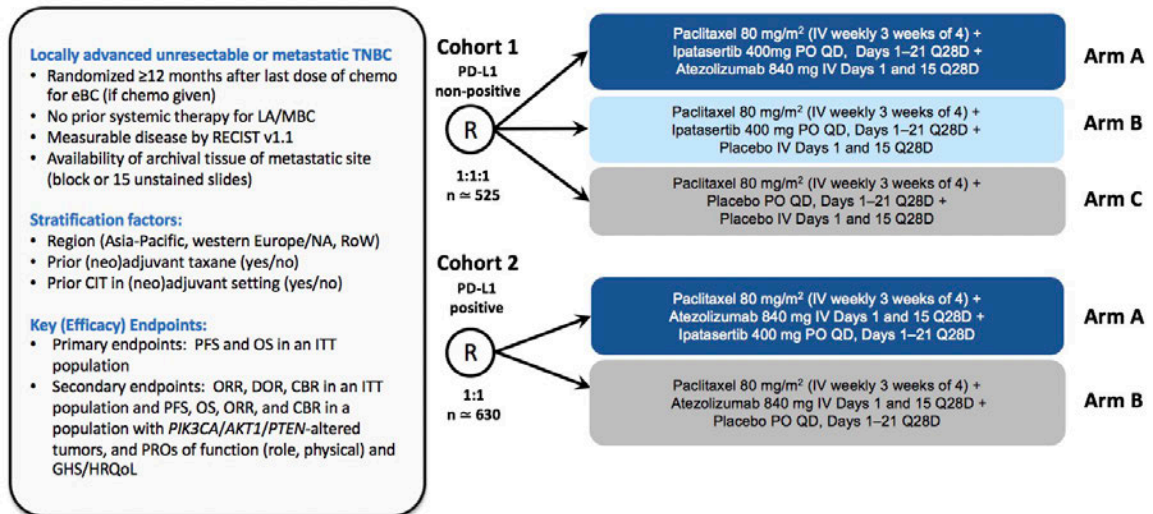 Locally advanced unresectable or metastatic TNBC
• Randomized ≥12 months after last dose of chemo
for eBC (if chemo given)
• No prior systemic therapy for LA/MBC
• Measurable disease by RECIST v1.1
• Availability of archival tissue of metastatic site
(block or 15 unstained slides)
Stratification factors:
• Region (Asia-Pacific, western Europe/NA, RoW)
• Prior (neo)adjuvant taxane (yes/no)
• Prior CIT in (neo)adjuvant setting (yes/no)
Key (Efficacy) Endpoints:
• Primary endpoints: PFS and OS in an ITT
population
• Secondary endpoints: ORR, DOR, CBR in an ITT
population and PFS, OS, ORR, and CBR in a
population with PIK3CA/AKT1/PTEN-altered
tumors, and PROs of function (role, physical) and
GHS/HRQoL
Cohort 1
PD-L1
non-positive
R
1:1:1
n ≃ 525
Paclitaxel 80 mg/m² (IV weekly 3 weeks of 4) +
Ipatasertib 400mg PO QD, Days 1–21 Q28D +
Atezolizumab 840 mg IV Days 1 and 15 Q28D
Arm A
Paclitaxel 80 mg/m² (IV weekly 3 weeks of 4) +
Ipatasertib 400 mg PO QD, Days 1–21 Q28D +
Placebo IV Days 1 and 15 Q28D
Arm B
Paclitaxel 80 mg/m² (IV weekly 3 weeks of 4) +
Placebo PO QD, Days 1–21 Q28D +
Placebo IV Days 1 and 15 Q28D
Arm C
Cohort 2
PD-L1
positive
R
1:1
n ≃ 630
Paclitaxel 80 mg/m² (IV weekly 3 weeks of 4) +
Atezolizumab 840 mg IV Days 1 and 15 Q28D +
Ipatasertib 400 mg PO QD, Days 1–21 Q28D
Arm A
Paclitaxel 80 mg/m² (IV weekly 3 weeks of 4) +
Atezolizumab 840 mg IV Days 1 and 15 Q28D +
Placebo PO QD, Days 1–21 Q28D
Arm B